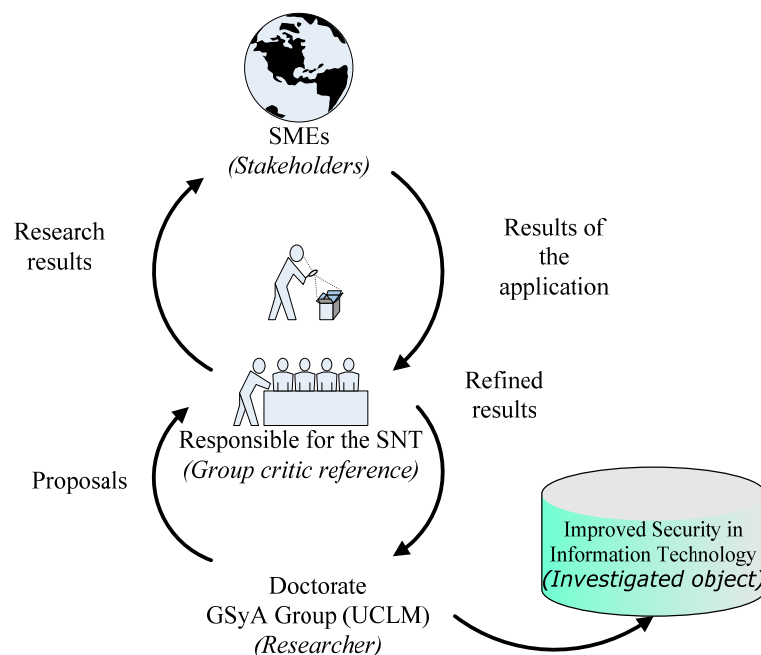 SMEs
(Stakeholders)
Research
results
Results of
the
application
Refined
results
Responsible for the SNT
(Group critic reference)
Proposals
Improved Security in
Information Technology
(Investigated object)
Doctorate
GSyA Group (UCLM)
(Researcher)